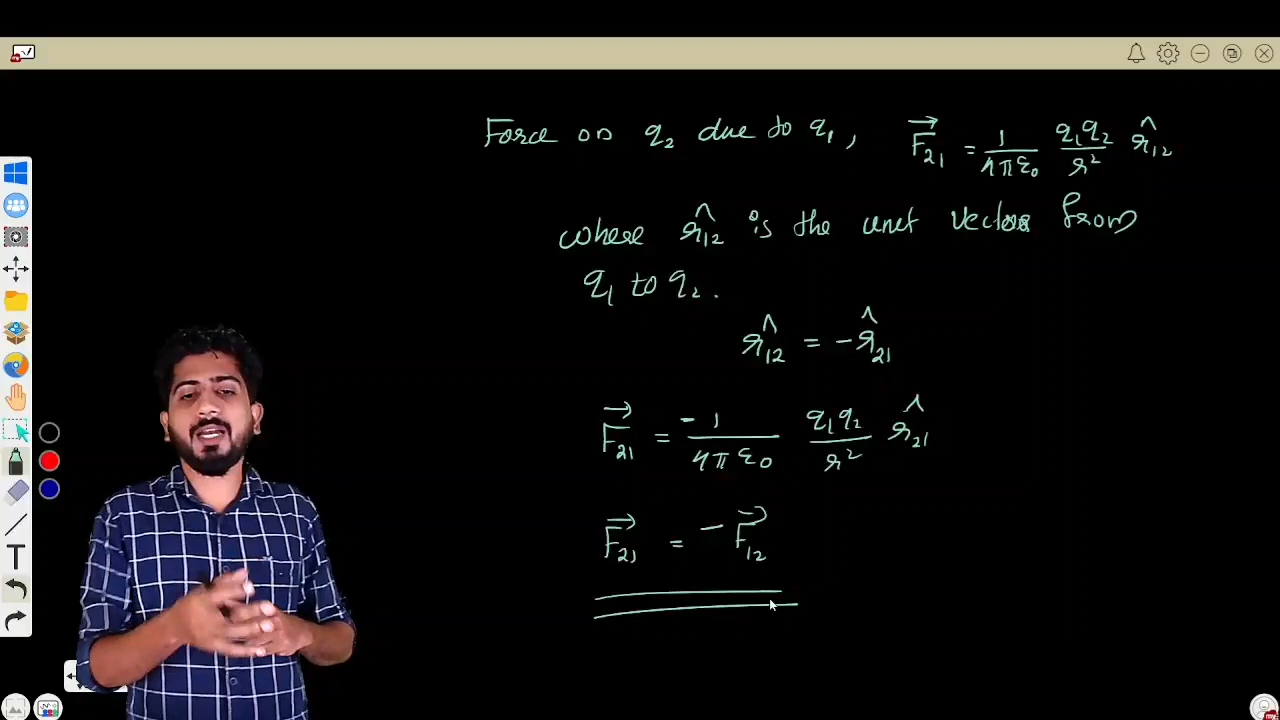 Force on q₂ due to q₁, F⃗₂₁ = 1/4πε₀ q₁q₂/r² r̂₁₂
where r̂₁₂ is the unit vector from
q₁ to q₂.
r̂₁₂ = -r̂₂₁
F⃗₂₁ = -1/4πε₀ q₁q₂/r² r̂₂₁
F⃗₂₁ = -F⃗₁₂